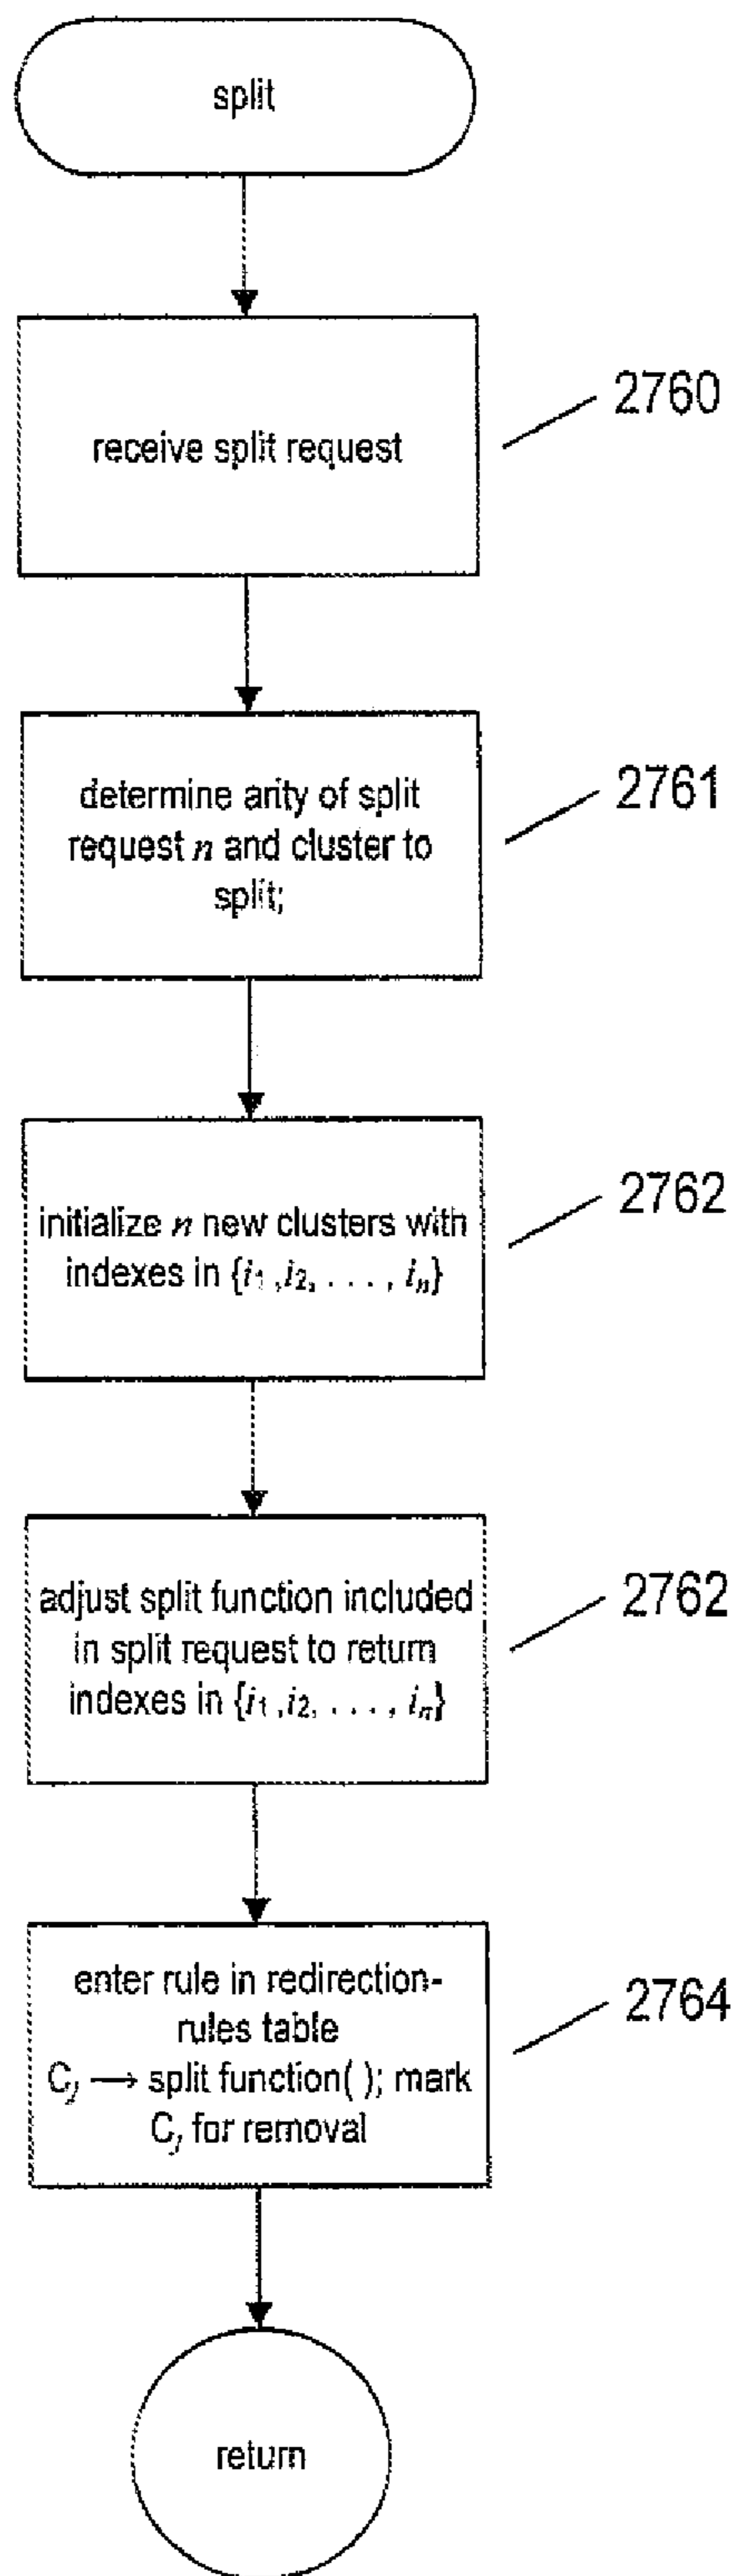 split
receive split request
2760
determine arity of split
request n and cluster to
split;
2761
initialize n new clusters with
indexes in {i1 ,i2, . . . , in}
2762
adjust split function included
in split request to return
indexes in {i1 ,i2, . . . , in}
2762
enter rule in redirection-
rules table
Cj → split function( ); mark
Cj for removal
2764
return